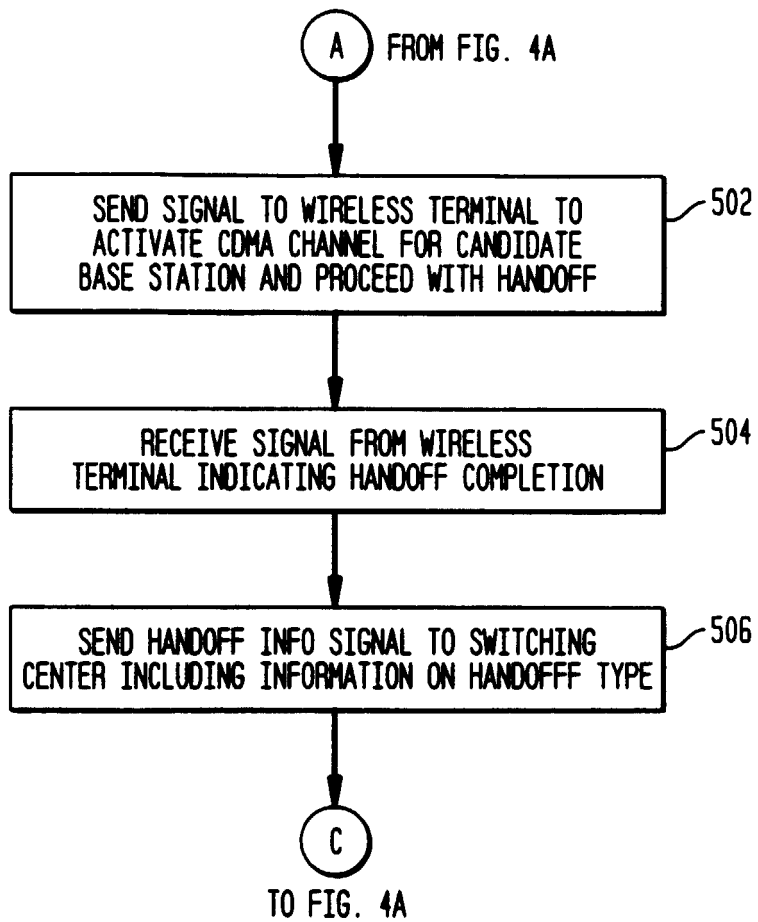 A FROM FIG. 4A
SEND SIGNAL TO WIRELESS TERMINAL TO
ACTIVATE CDMA CHANNEL FOR CANDIDATE
BASE STATION AND PROCEED WITH HANDOFF
502
RECEIVE SIGNAL FROM WIRELESS
TERMINAL INDICATING HANDOFF COMPLETION
504
SEND HANDOFF INFO SIGNAL TO SWITCHING
CENTER INCLUDING INFORMATION ON HANDOFFF TYPE
506
C
TO FIG. 4A